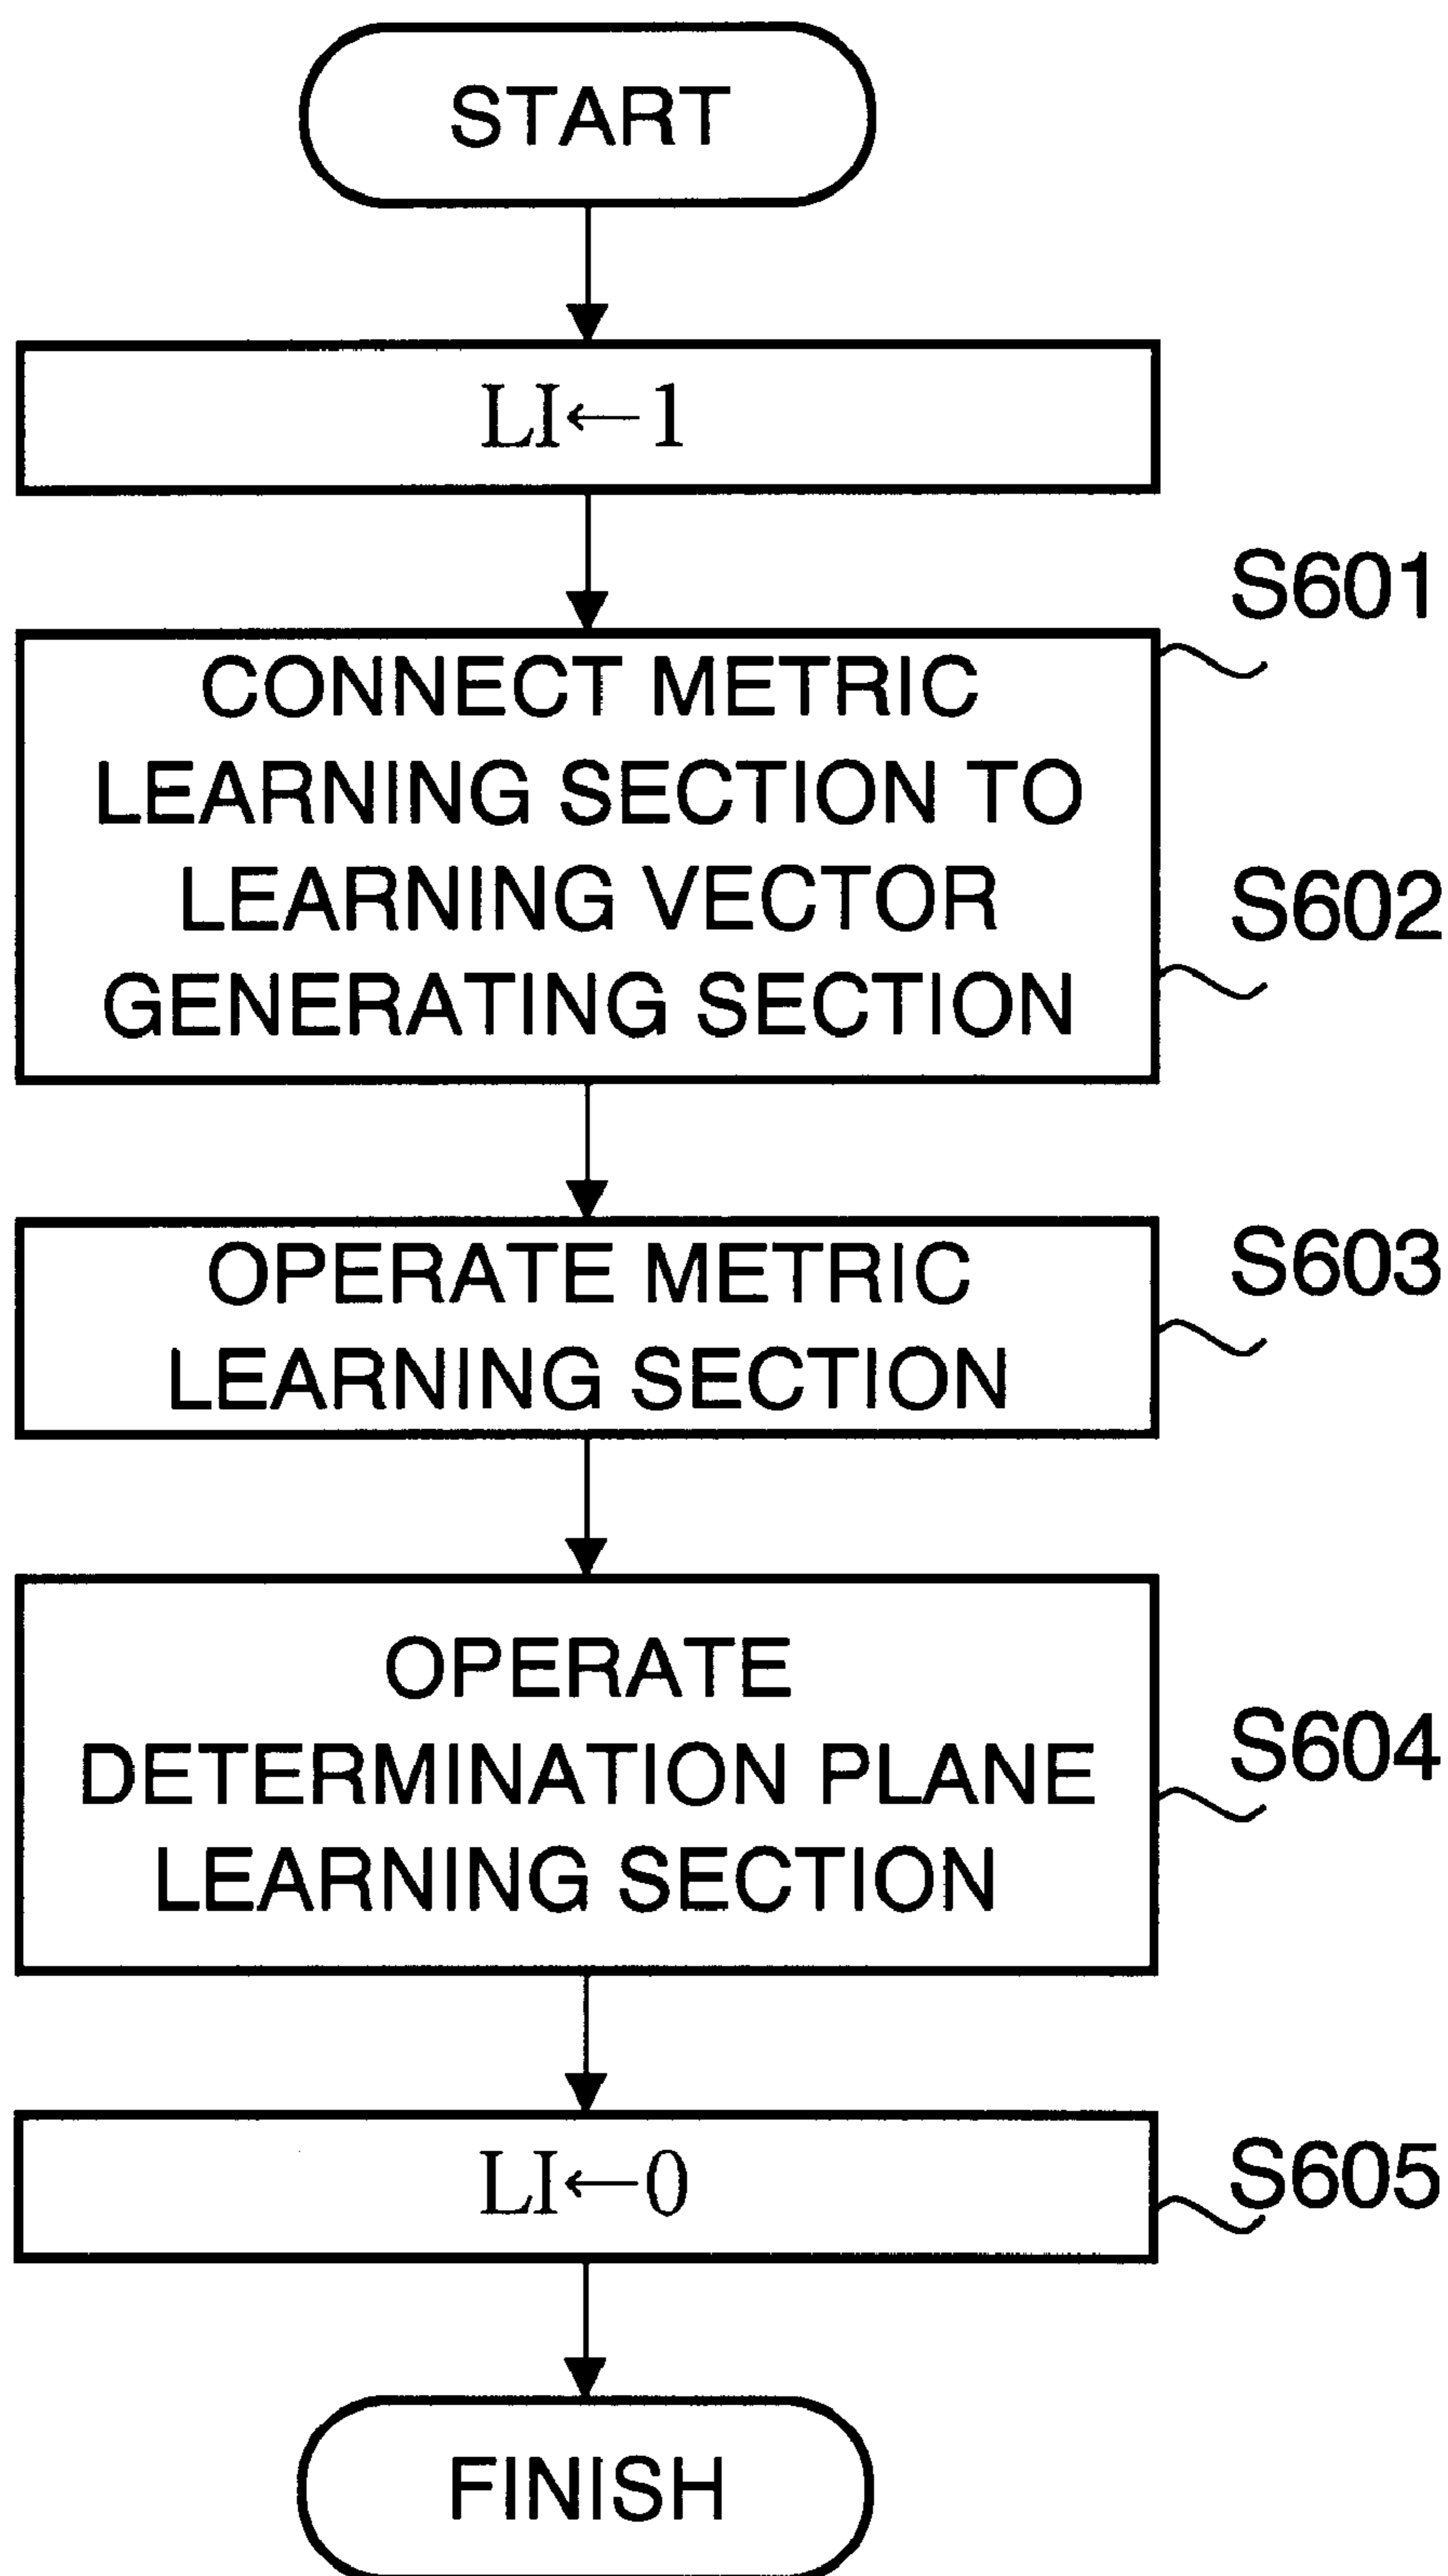 START
LI←1
S601
CONNECT METRIC
LEARNING SECTION TO
LEARNING VECTOR
S602
GENERATING SECTION
S603
OPERATE METRIC
LEARNING SECTION
OPERATE
S604
DETERMINATION PLANE
LEARNING SECTION
LI←0
S605
FINISH